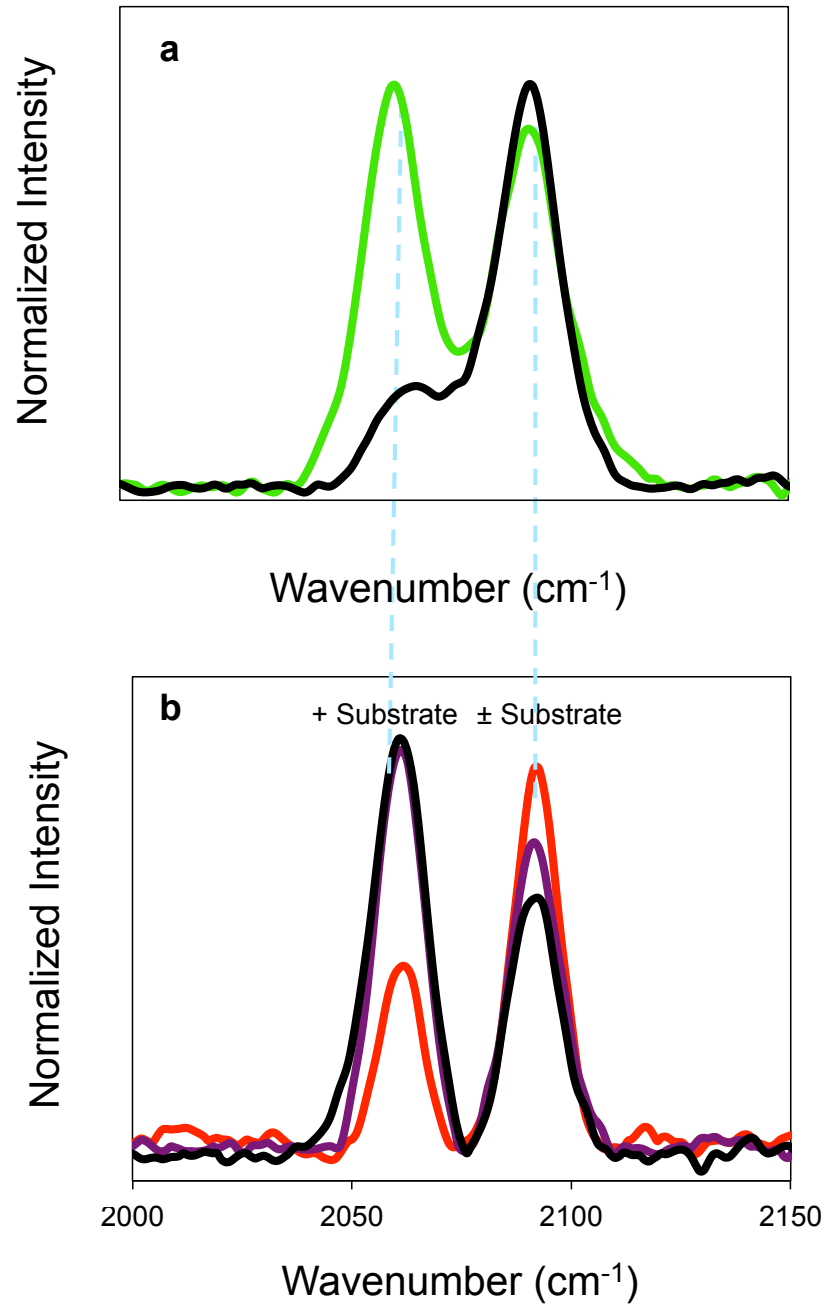 a
Normalized Intensity
Wavenumber (cm-1)
b
+ Substrate ± Substrate
Normalized Intensity
2000 2050 2100 2150
Wavenumber (cm-1)